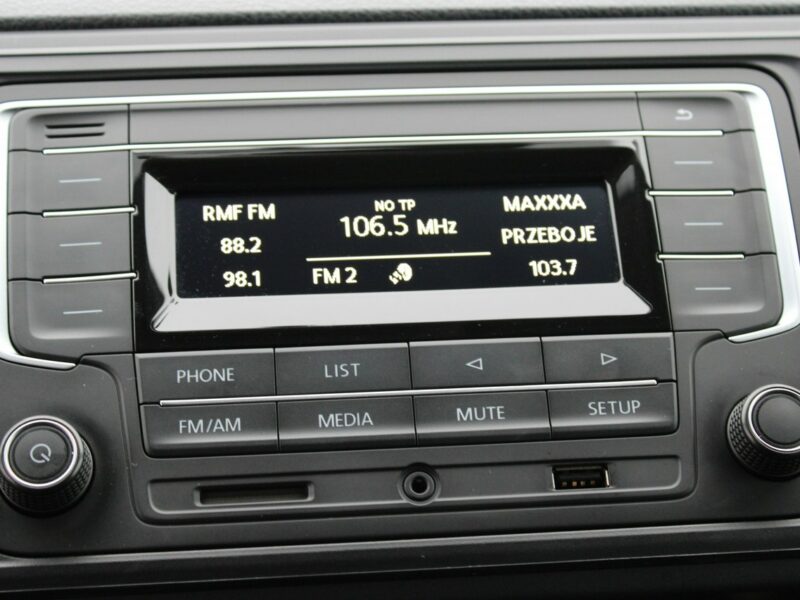 RMF FM
88.2
98.1
NO TP
106.5 MHz
FM 2
MAXXXA
PRZEBOJE
103.7
PHONE
LIST
FM/AM
MEDIA
MUTE
SETUP